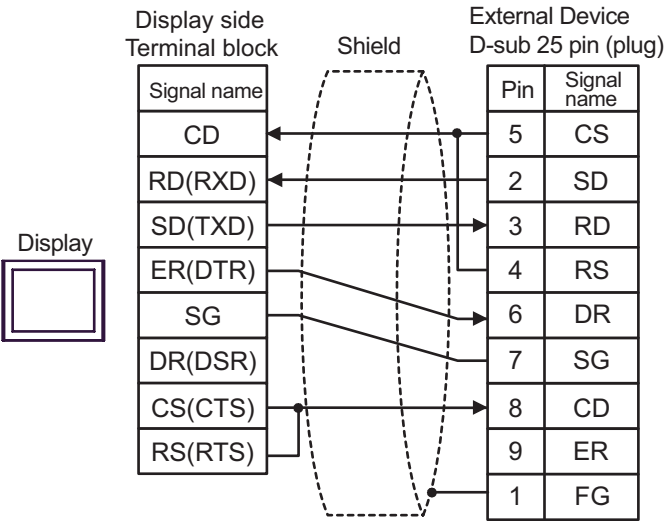 Display side
Terminal block
Shield
External Device
D-sub 25 pin (plug)
Signal name
Pin
Signal
name
CD
5
CS
RD(RXD)
2
SD
SD(TXD)
3
RD
Display
ER(DTR)
4
RS
SG
6
DR
DR(DSR)
7
SG
CS(CTS)
8
CD
RS(RTS)
9
ER
1
FG